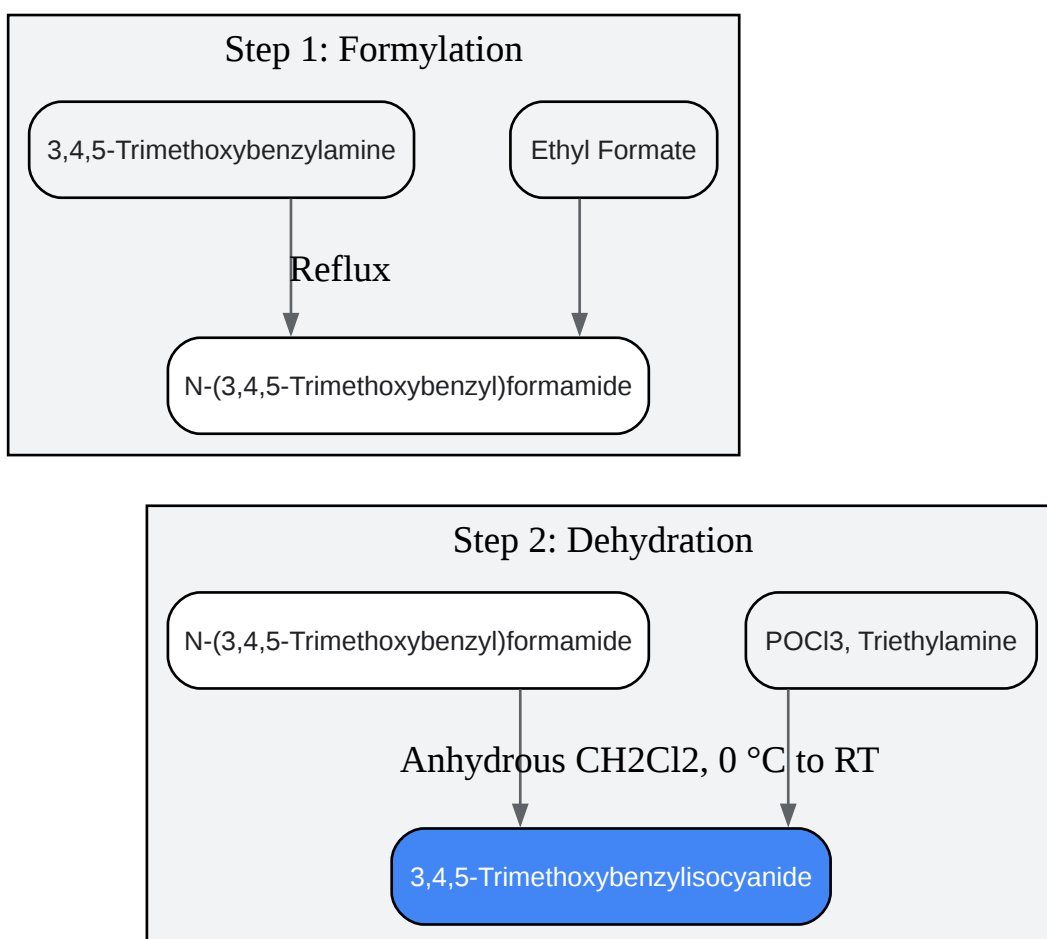 Step 1: Formylation
3,4,5-Trimethoxybenzylamine
Ethyl Formate
Reflux
N-(3,4,5-Trimethoxybenzyl)formamide
Step 2: Dehydration
N-(3,4,5-Trimethoxybenzyl)formamide
POCl3, Triethylamine
Anhydrous CH2Cl2, 0 °C to RT
3,4,5-Trimethoxybenzylisocyanide